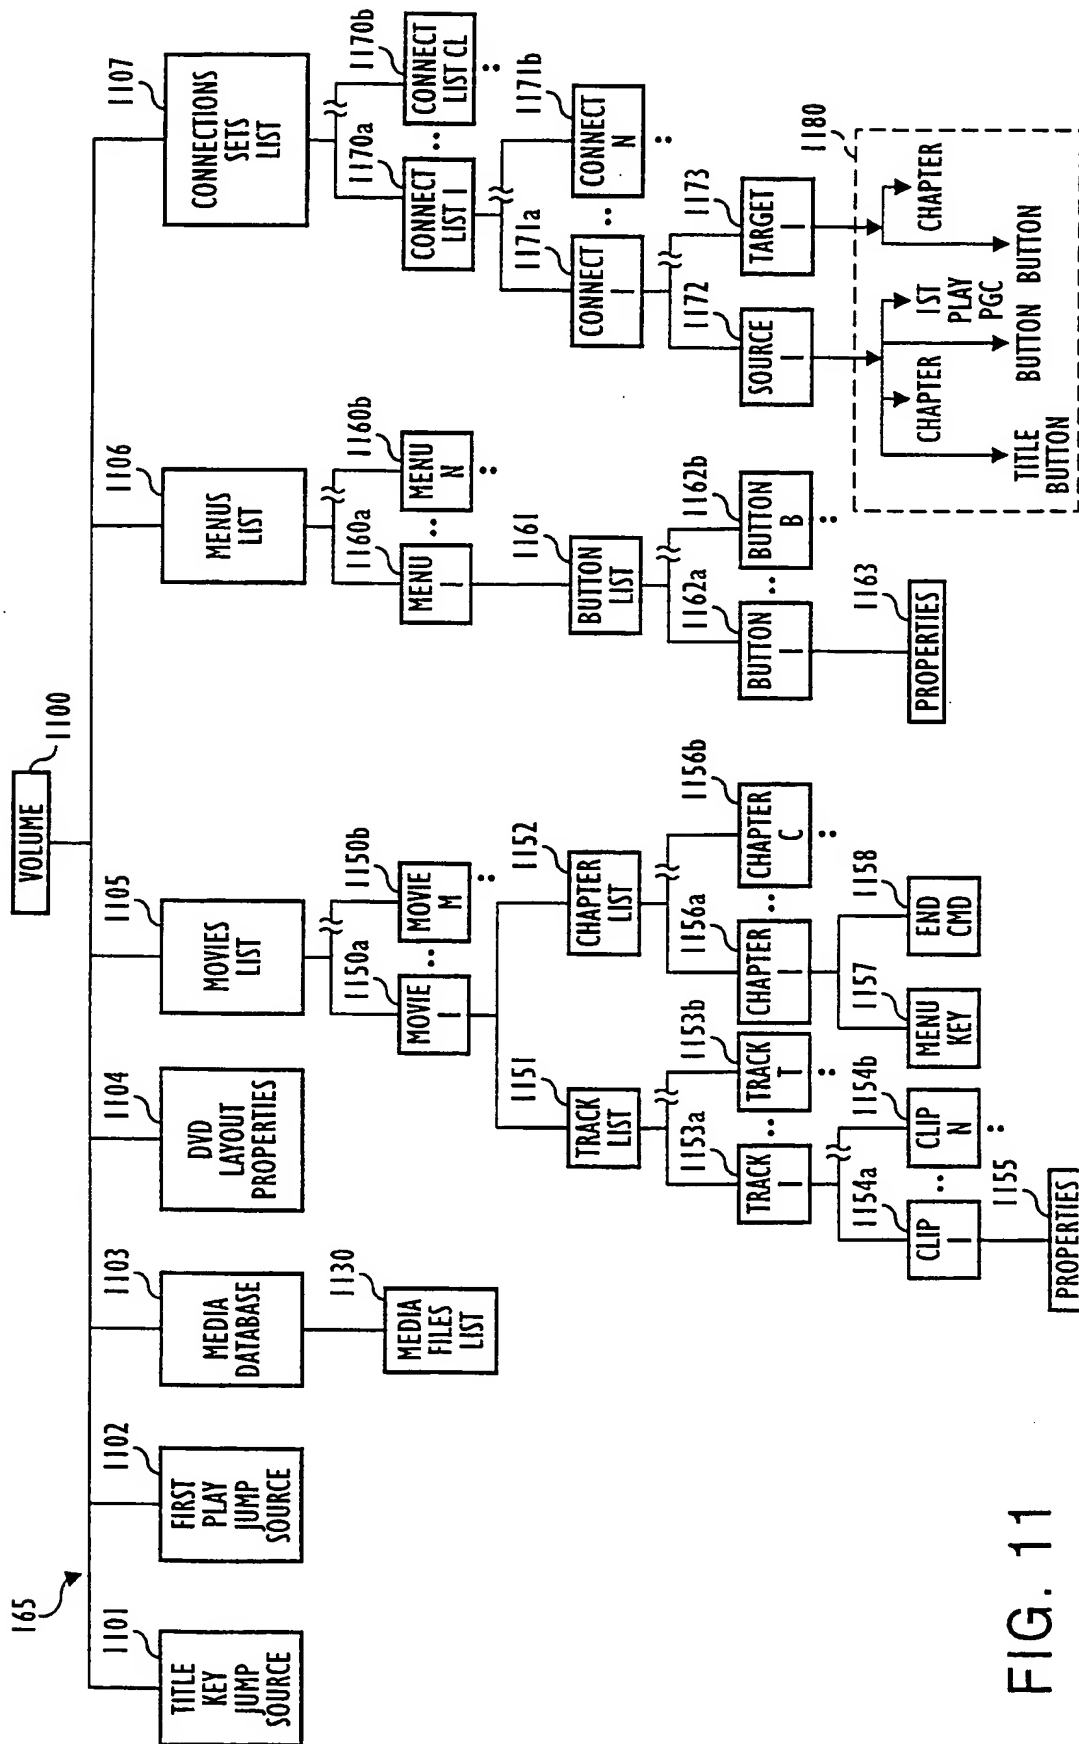 VOLUME
1100
165
1101
TITLE
KEY
JUMP
SOURCE
1102
FIRST
PLAY
JUMP
SOURCE
1103
MEDIA
DATABASE
1130
MEDIA
FILES
LIST
1104
DVD
LAYOUT
PROPERTIES
1105
MOVIES
LIST
1150a
MOVIE
1
..
1150b
MOVIE
M
:
1151
TRACK
LIST
1152
CHAPTER
LIST
1153a
TRACK
1
..
1153b
TRACK
T
:
1156a
CHAPTER
1
..
1156b
CHAPTER
C
:
1154a
CLIP
1
..
1154b
CLIP
N
:
1157
MENU
KEY
1158
END
CMD
1155
PROPERTIES
1106
MENUS
LIST
1160a
MENU
1
..
1160b
MENU
N
:
1161
BUTTON
LIST
1162a
BUTTON
1
..
1162b
BUTTON
B
:
1163
PROPERTIES
1107
CONNECTIONS
SETS
LIST
1170a
CONNECT
LIST 1
..
1170b
CONNECT
LIST CL
:
1171a
CONNECT
1
..
1171b
CONNECT
N
:
1172
SOURCE
1
1173
TARGET
1
1180
TITLE
BUTTON
CHAPTER
BUTTON
1ST
PLAY
PGC
BUTTON
CHAPTER
FIG. 11